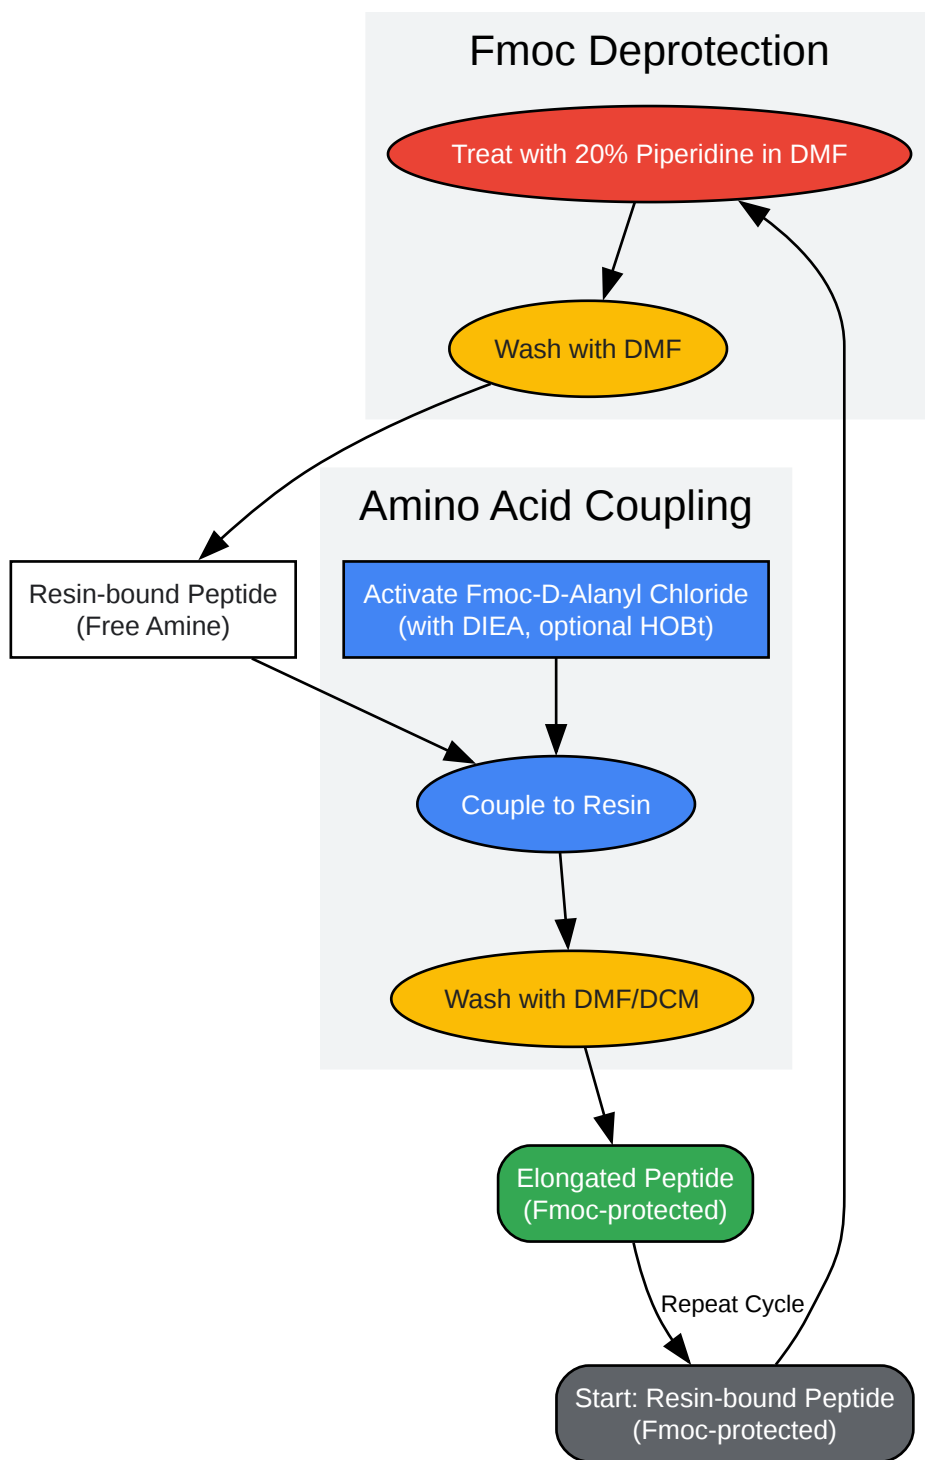 Fmoc Deprotection
Treat with 20% Piperidine in DMF
Wash with DMF
Amino Acid Coupling
Resin-bound Peptide
(Free Amine)
Activate Fmoc-D-Alanyl Chloride
(with DIEA, optional HOBt)
Couple to Resin
Wash with DMF/DCM
Elongated Peptide
(Fmoc-protected)
Repeat Cycle
Start: Resin-bound Peptide
(Fmoc-protected)